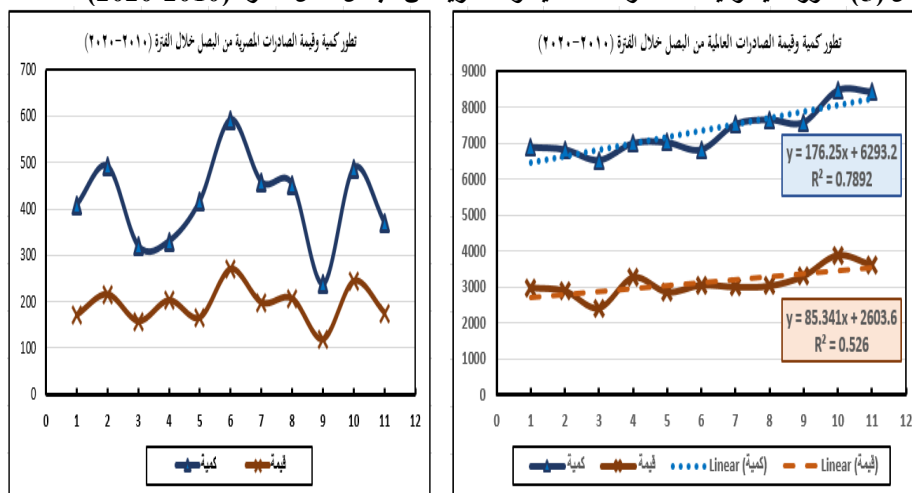 (2020-2010)
تطور كمية وقيمة الصادرات المصرية من البصل خلال الفترة (٢٠١٠-٢٠٢٠)
700
600
500
400
300
200
100
0
0 1 2 3 4 5 6 7 8 9 10 11 12
كمية قيمة
تطور كمية وقيمة الصادرات العالمية من البصل خلال الفترة (٢٠١٠-٢٠٢٠)
9000
8000
7000
6000
5000
4000
3000
2000
1000
0
y = 176.25x + 6293.2
R² = 0.7892
y = 85.341x + 2603.6
R² = 0.526
0 1 2 3 4 5 6 7 8 9 10 11 12
كمية قيمة Linear (كمية) Linear (قيمة)